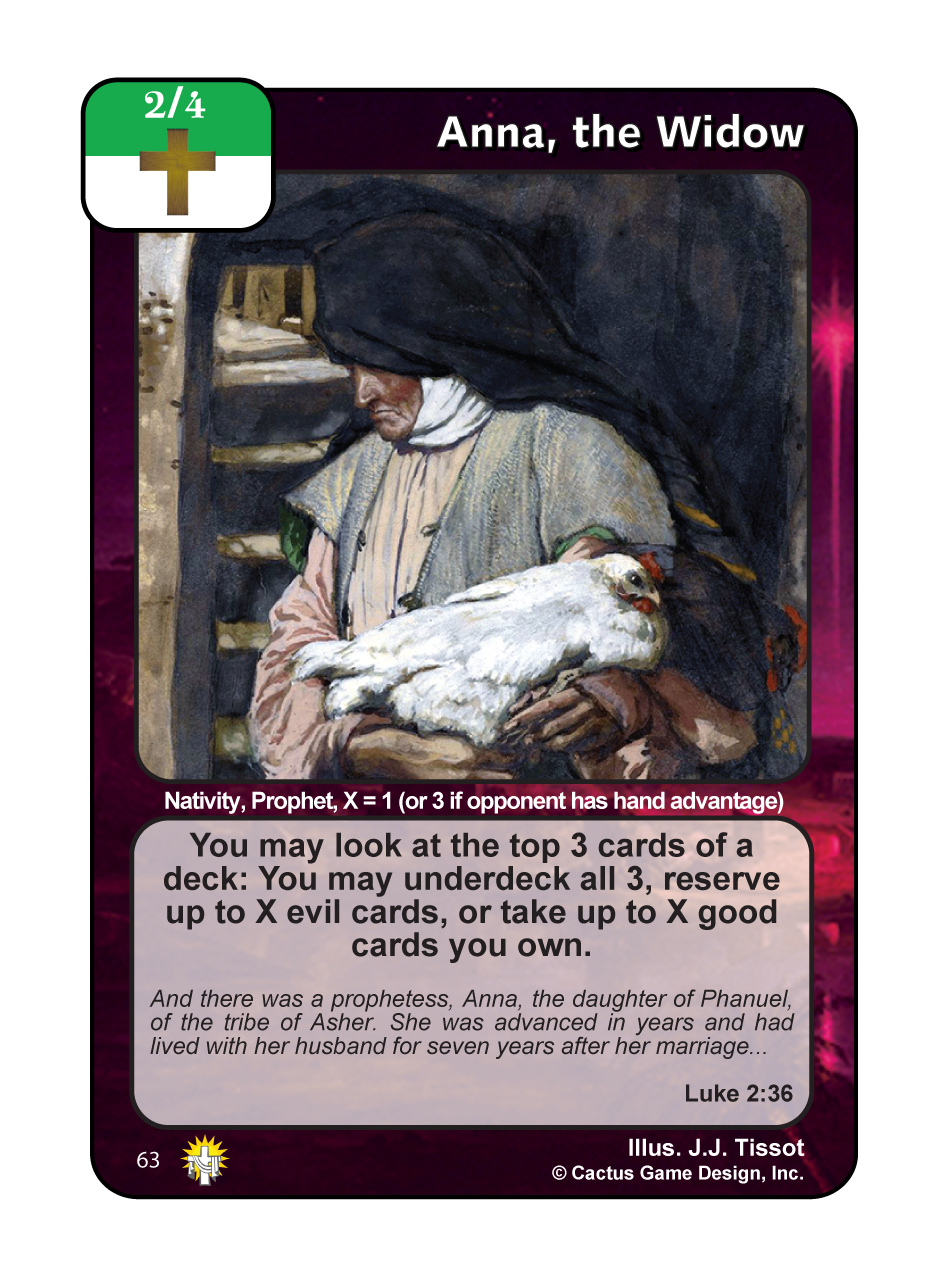 2/4
Anna, the Widow
Nativity, Prophet, X = 1 (or 3 if opponent has hand advantage)
You may look at the top 3 cards of a
deck: You may underdeck all 3, reserve
up to X evil cards, or take up to X good
cards you own.
And there was a prophetess, Anna, the daughter of Phanuel,
of the tribe of Asher. She was advanced in years and had
lived with her husband for seven years after her marriage...
Luke 2:36
63
Illus. J.J. Tissot
© Cactus Game Design, Inc.